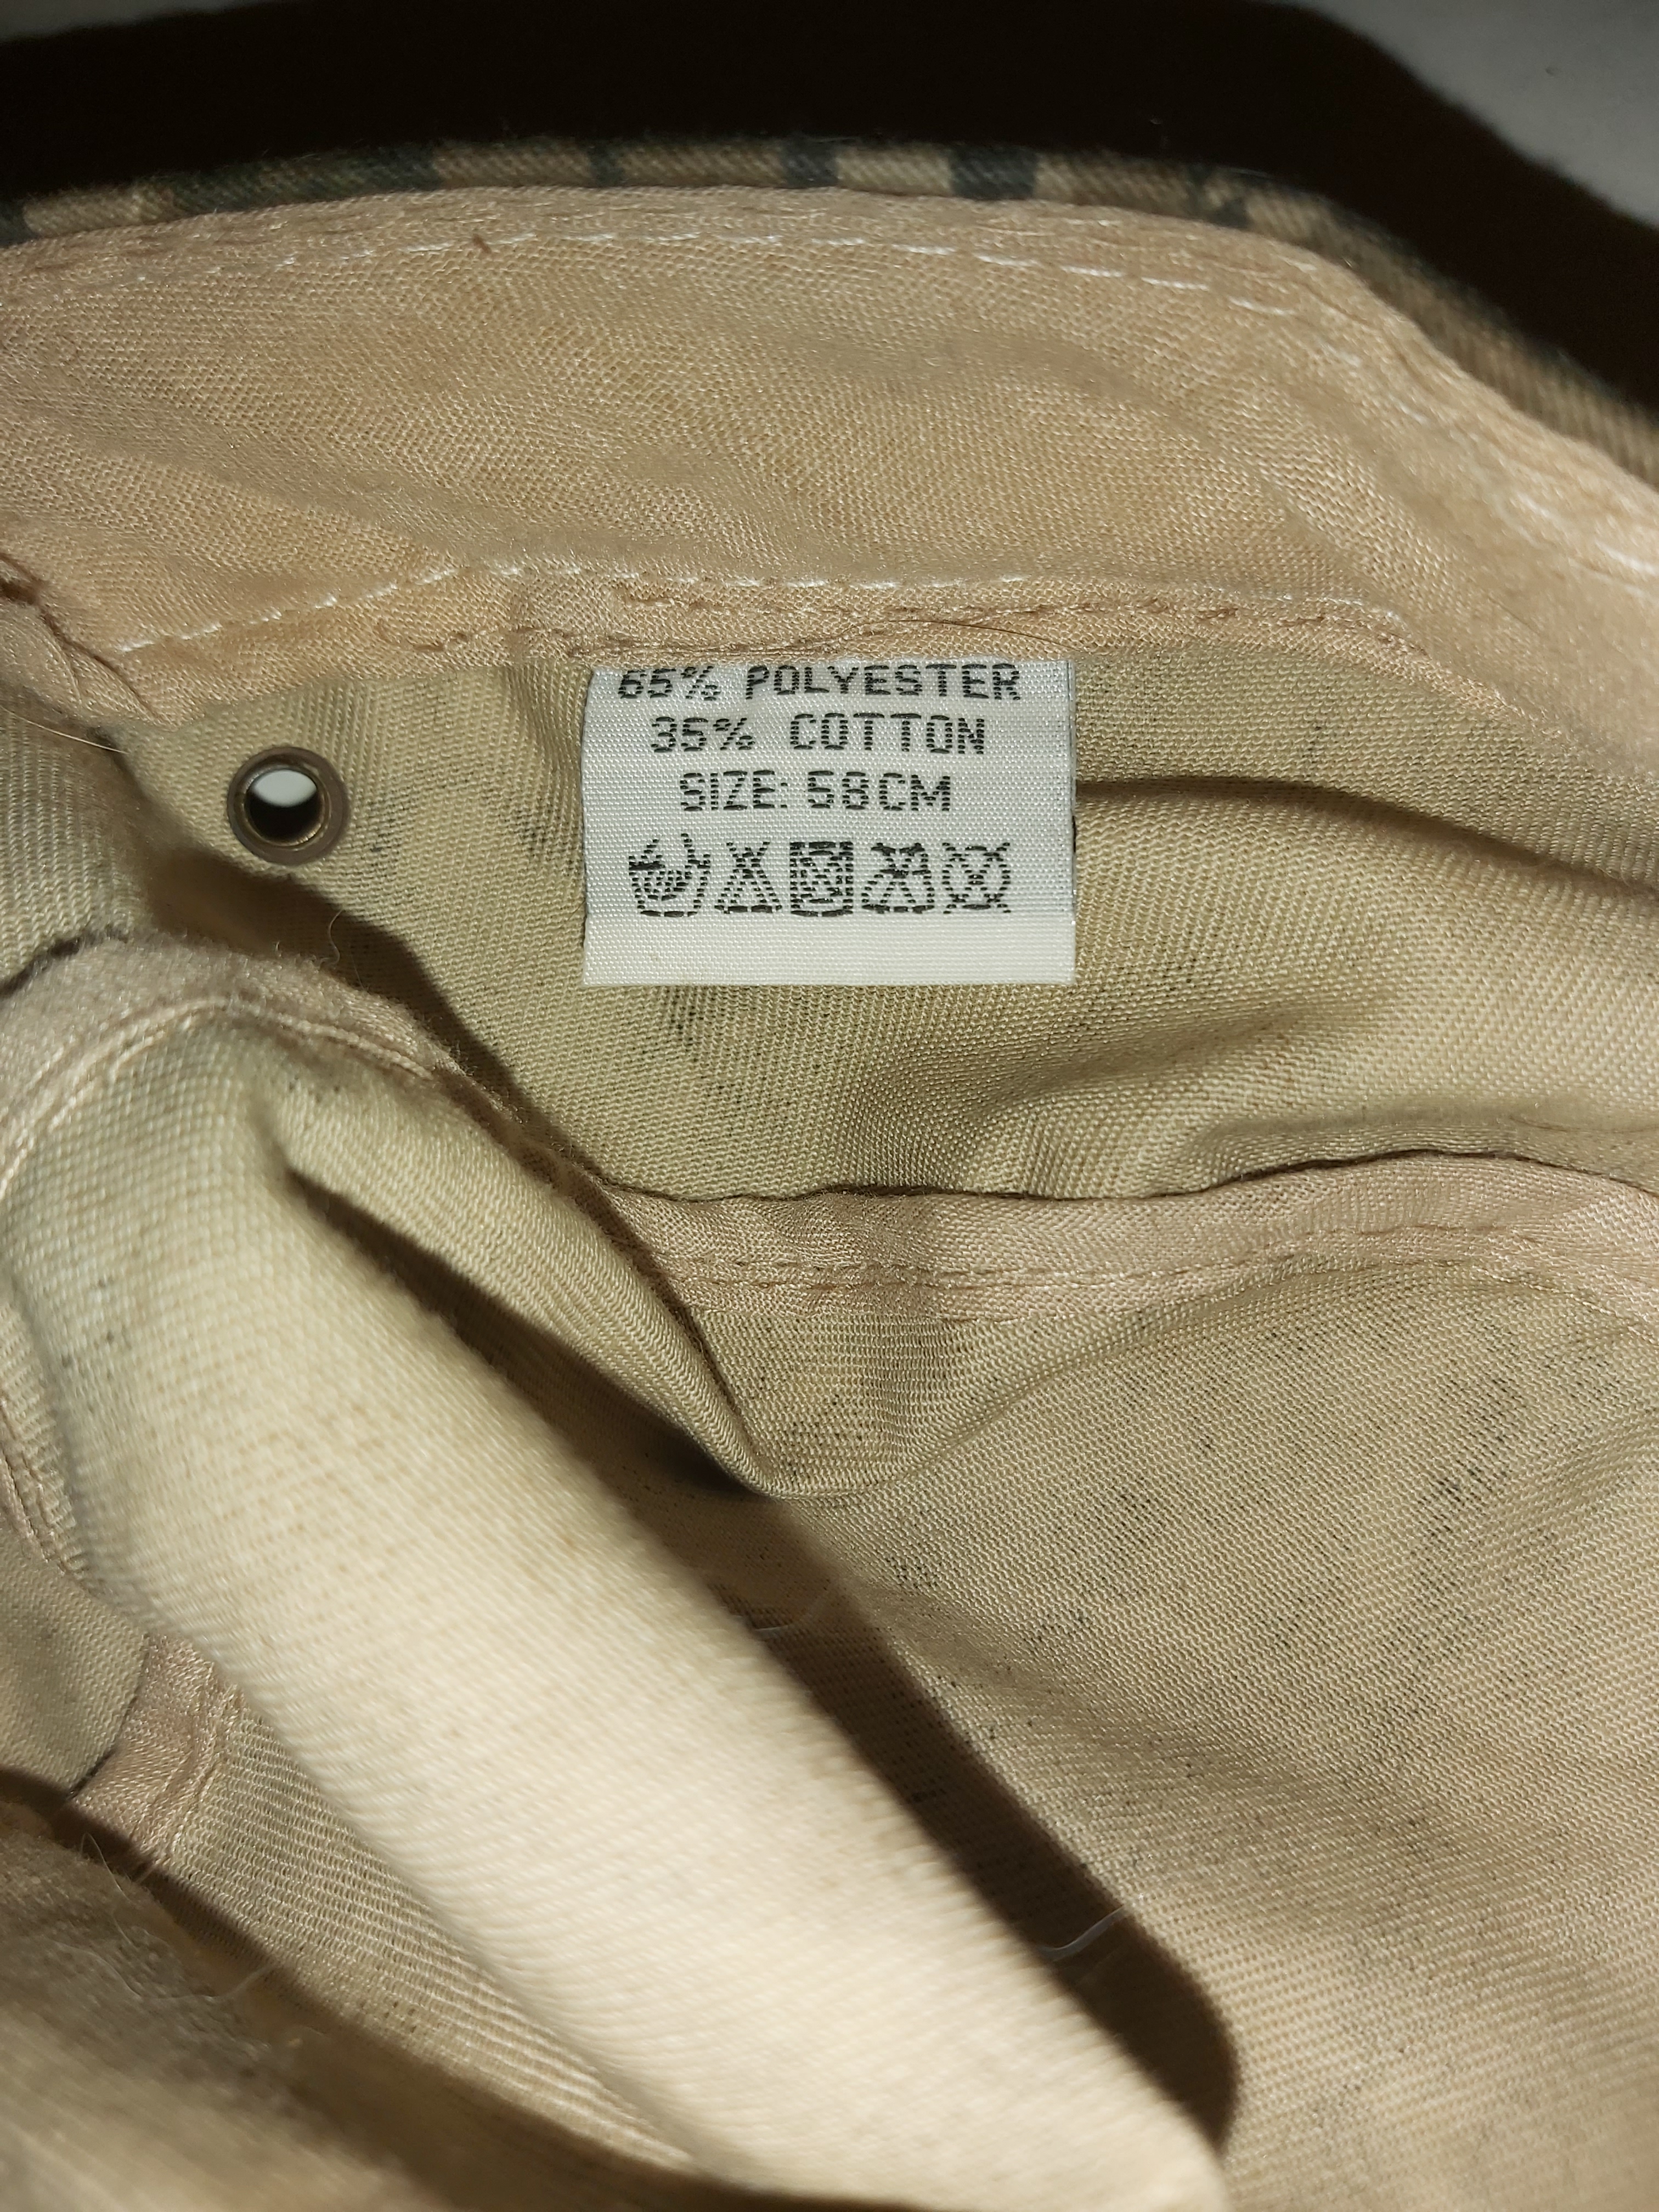 65% POLYESTER
35% COTTON
SIZE: 58CM